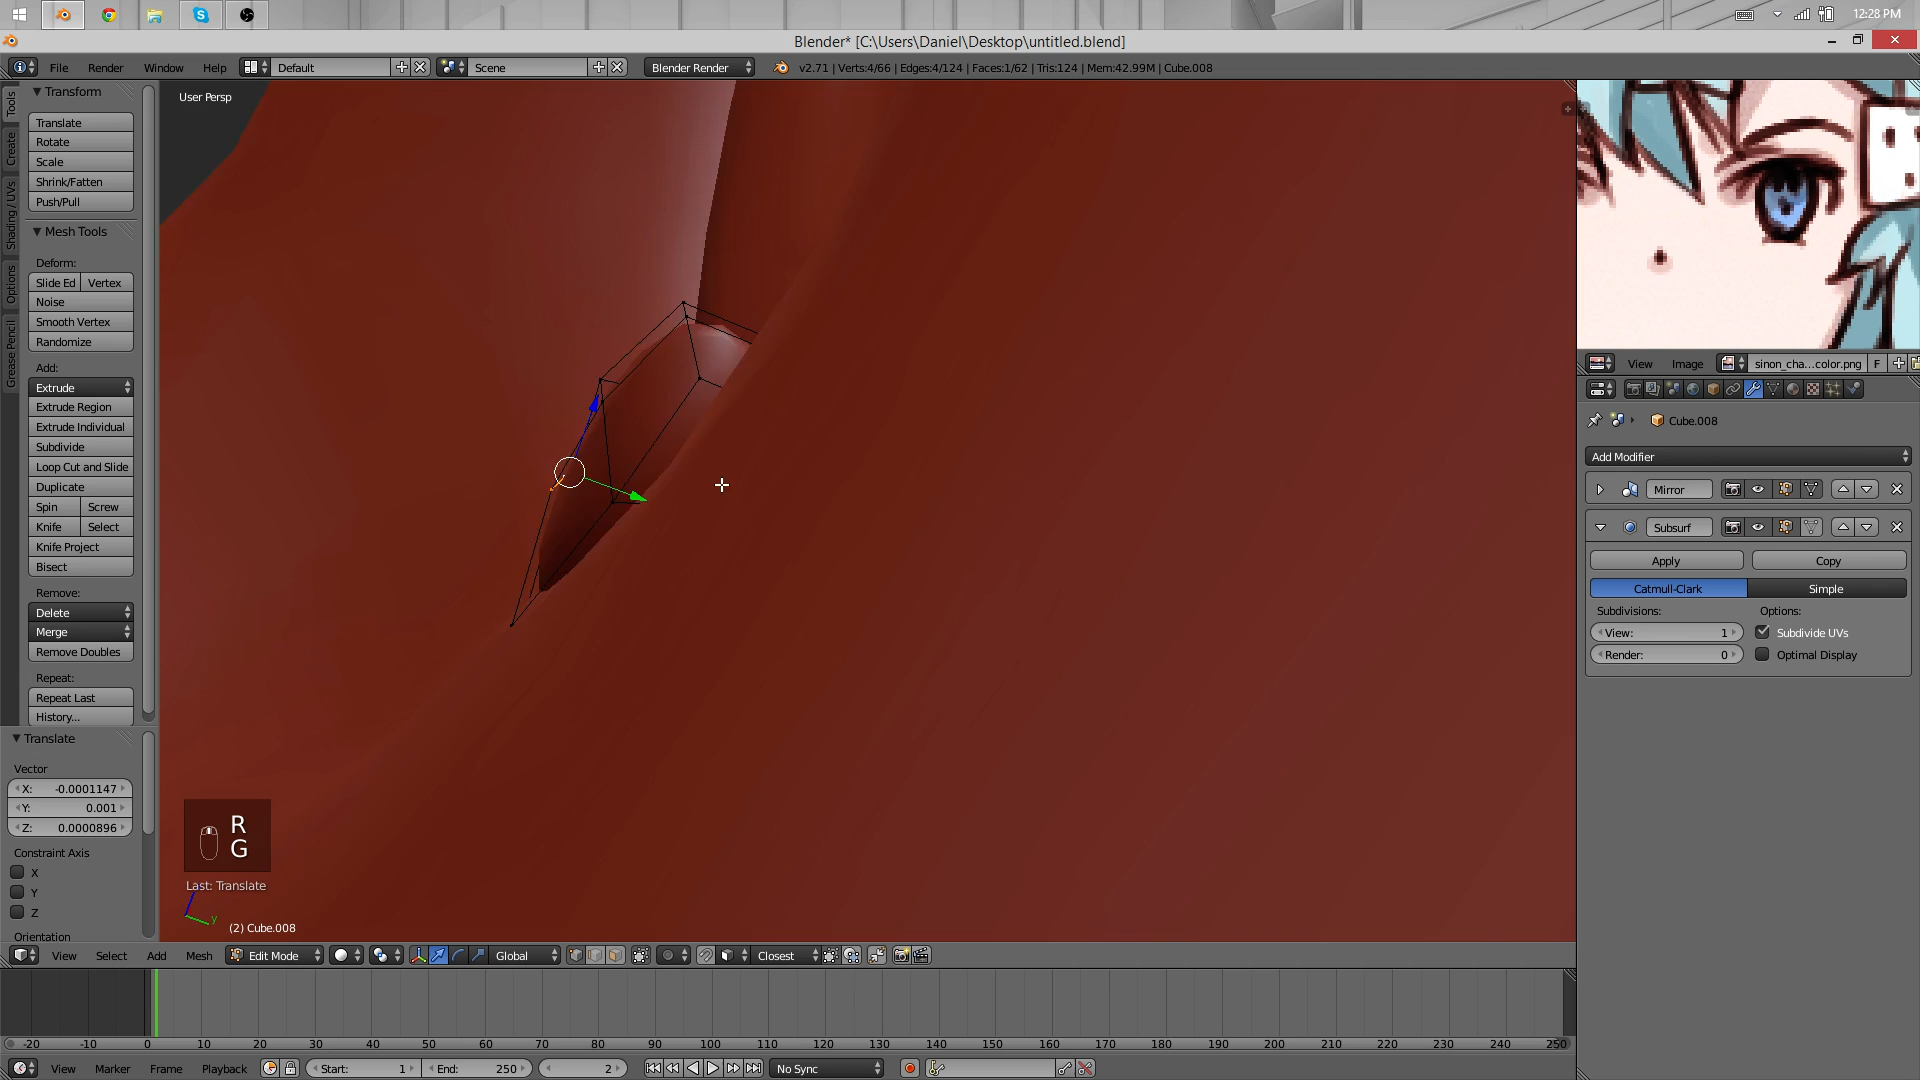 12:28 PM
Blender* [C:\Users\Daniel\Desktop\untitled.blend]
File Render Window Help Default Scene Blender Render v2.71 | Verts:4/66 | Edges:4/124 | Faces:1/62 | Tris:124 | Mem:42.99M | Cube.008
Tools
Create
Shading / UVs
Options
Grease Pencil
Transform
Translate
Rotate
Scale
Shrink/Fatten
Push/Pull
Mesh Tools
Deform:
Slide Ed Vertex
Noise
Smooth Vertex
Randomize
Add:
Extrude
Extrude Region
Extrude Individual
Subdivide
Loop Cut and Slide
Duplicate
Spin Screw
Knife Select
Knife Project
Bisect
Remove:
Delete
Merge
Remove Doubles
Repeat:
Repeat Last
History...
Translate
Vector
X: -0.0001147
Y: 0.001
Z: 0.0000896
Constraint Axis
X
Y
Z
Orientation
User Persp
R
G
Last: Translate
y
(2) Cube.008
View Image sinon_cha...color.png F
Cube.008
Add Modifier
Mirror
Subsurf
Apply Copy
Catmull-Clark Simple
Subdivisions: Options:
View: 1 Subdivide UVs
Render: 0 Optimal Display
View Select Add Mesh Edit Mode Global Closest
-20 -10 0 10 20 30 40 50 60 70 80 90 100 110 120 130 140 150 160 170 180 190 200 210 220 230 240 250
View Marker Frame Playback Start: 1 End: 250 2 No Sync